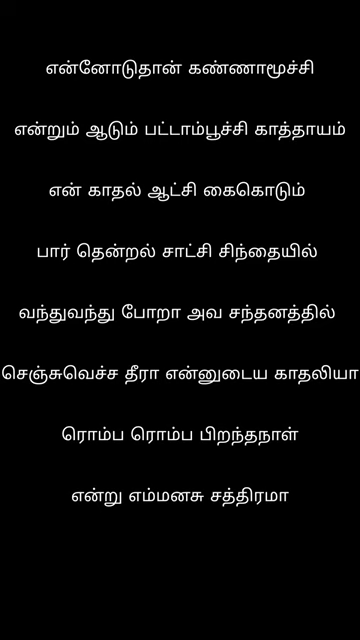 என்னோடுதான் கண்ணாமூச்சி
என்றும் ஆடும் பட்டாம்பூச்சி காத்தாயம்
என் காதல் ஆட்சி கைகொடும்
பார் தென்றல் சாட்சி சிந்தையில்
வந்துவந்து போறா அவ சந்தனத்தில்
செஞ்சுவெச்ச தீரா என்னுடைய காதலியா
ரொம்ப ரொம்ப பிறந்தநாள்
என்று எம்மனசு சத்திரமா